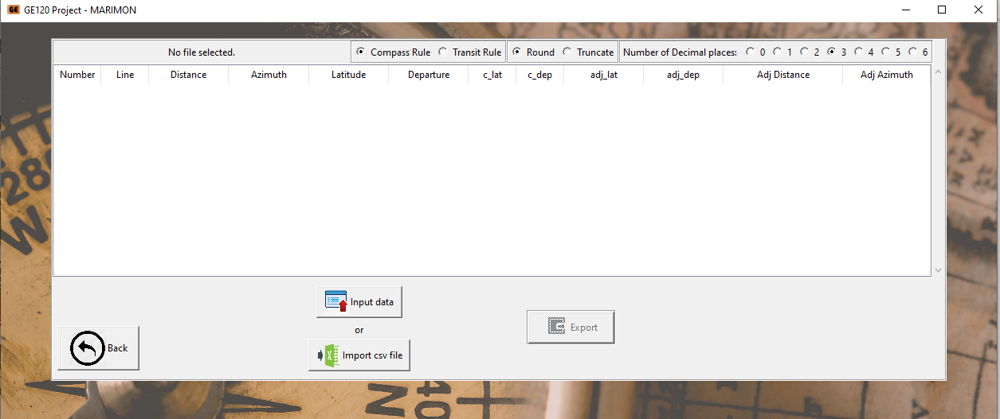 GE GE120 Project - MARIMON
No file selected. Compass Rule Transit Rule Round Truncate Number of Decimal places: 0 1 2 3 4 5 6
Number Line Distance Azimuth Latitude Departure c_lat c_dep adj_lat adj_dep Adj Distance Adj Azimuth
280
W
Input data
or
Export
Back
Import csv file
N
40